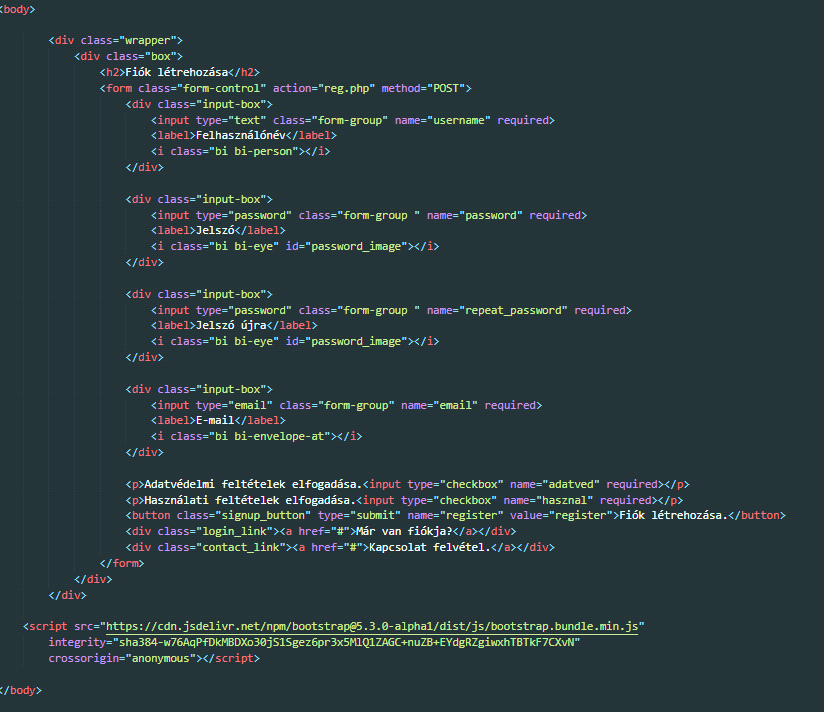 <body>
<div class="wrapper">
<div class="box">
<h2>Fiók létrehozása</h2>
<form class="form-control" action="reg.php" method="POST">
<div class="input-box">
<input type="text" class="form-group" name="username" required>
<label>Felhasználónév</label>
<i class="bi bi-person"></i>
</div>
<div class="input-box">
<input type="password" class="form-group " name="password" required>
<label>Jelszó</label>
<i class="bi bi-eye" id="password_image"></i>
</div>
<div class="input-box">
<input type="password" class="form-group " name="repeat_password" required>
<label>Jelszó újra</label>
<i class="bi bi-eye" id="password_image"></i>
</div>
<div class="input-box">
<input type="email" class="form-group" name="email" required>
<label>E-mail</label>
<i class="bi bi-envelope-at"></i>
</div>
<p>Adatvédelmi feltételek elfogadása.<input type="checkbox" name="adatved" required></p>
<p>Használati feltételek elfogadása.<input type="checkbox" name="hasznal" required></p>
<button class="signup_button" type="submit" name="register" value="register">Fiók létrehozása.</button>
<div class="login_link"><a href="#">Már van fiókja?</a></div>
<div class="contact_link"><a href="#">Kapcsolat felvétel.</a></div>
</form>
</div>
</div>
<script src="https://cdn.jsdelivr.net/npm/bootstrap@5.3.0-alpha1/dist/js/bootstrap.bundle.min.js"
integrity="sha384-w76AqPfDkMBDXo30jS1Sgez6pr3x5MlQ1ZAGC+nuZB+EYdgRZgiwxhTBTkF7CXvN"
crossorigin="anonymous"></script>
</body>